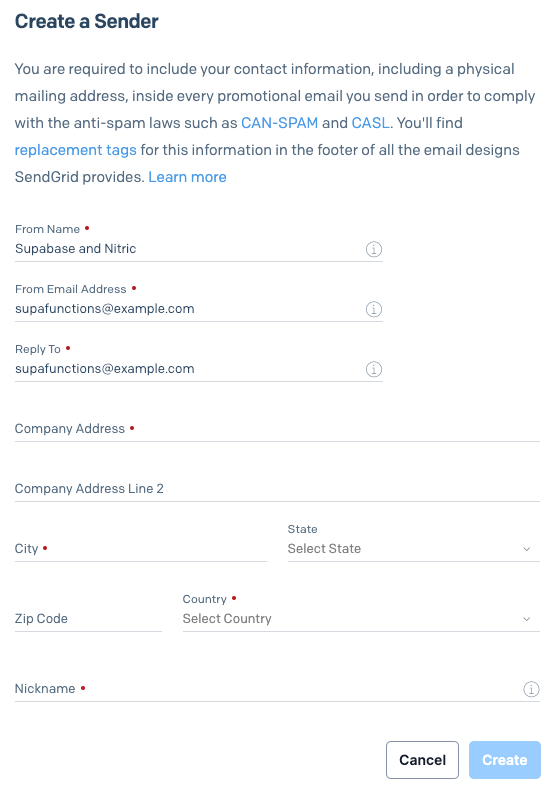 Create a Sender
You are required to include your contact information, including a physical
mailing address, inside every promotional email you send in order to comply
with the anti-spam laws such as CAN-SPAM and CASL. You'll find
replacement tags for this information in the footer of all the email designs
SendGrid provides. Learn more
From Name •
Supabase and Nitric
From Email Address •
supafunctions@example.com
Reply To •
supafunctions@example.com
Company Address •
Company Address Line 2
City •
State
Select State
Zip Code
Country •
Select Country
Nickname •
Cancel
Create